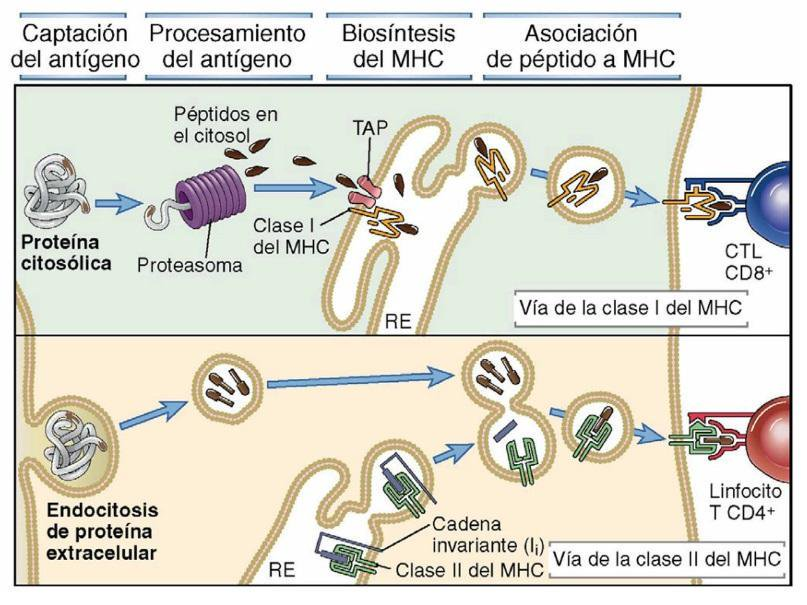 Captación
del antígeno
Procesamiento
del antígeno
Biosíntesis
del MHC
Asociación
de péptido a MHC
Péptidos en
el citosol
TAP
Proteína
citosólica
Proteasoma
Clase I
del MHC
RE
CTL
CD8+
Vía de la clase I del MHC
Endocitosis
de proteína
extracelular
RE
Cadena
invariante (Ii)
Clase II del MHC
Linfocito
T CD4+
Vía de la clase II del MHC